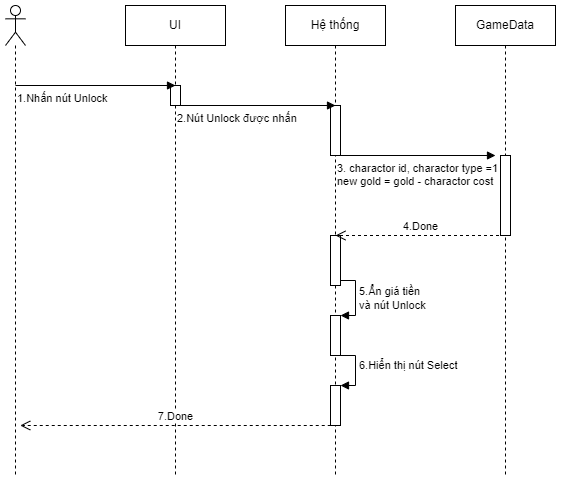 UI
Hệ thống
GameData
1.Nhấn nút Unlock
2.Nút Unlock được nhấn
3. charactor id, charactor type =1
new gold = gold - charactor cost
4.Done
5.Ẩn giá tiền
và nút Unlock
6.Hiển thị nút Select
7.Done